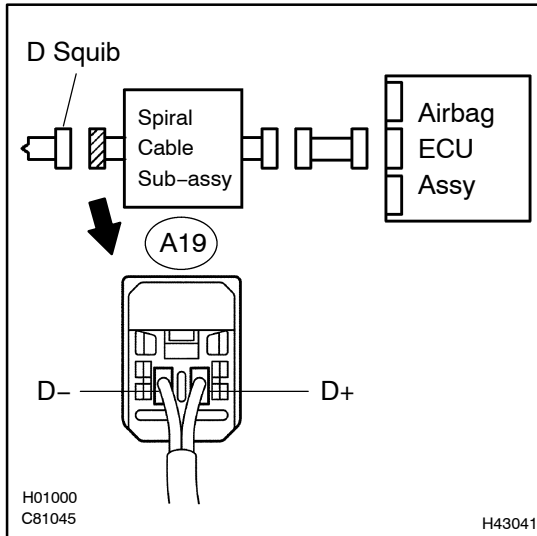 D Squib
Spiral
Cable
Sub−assy
Airbag
ECU
Assy
A19
D−
D+
H01000
C81045
H43041